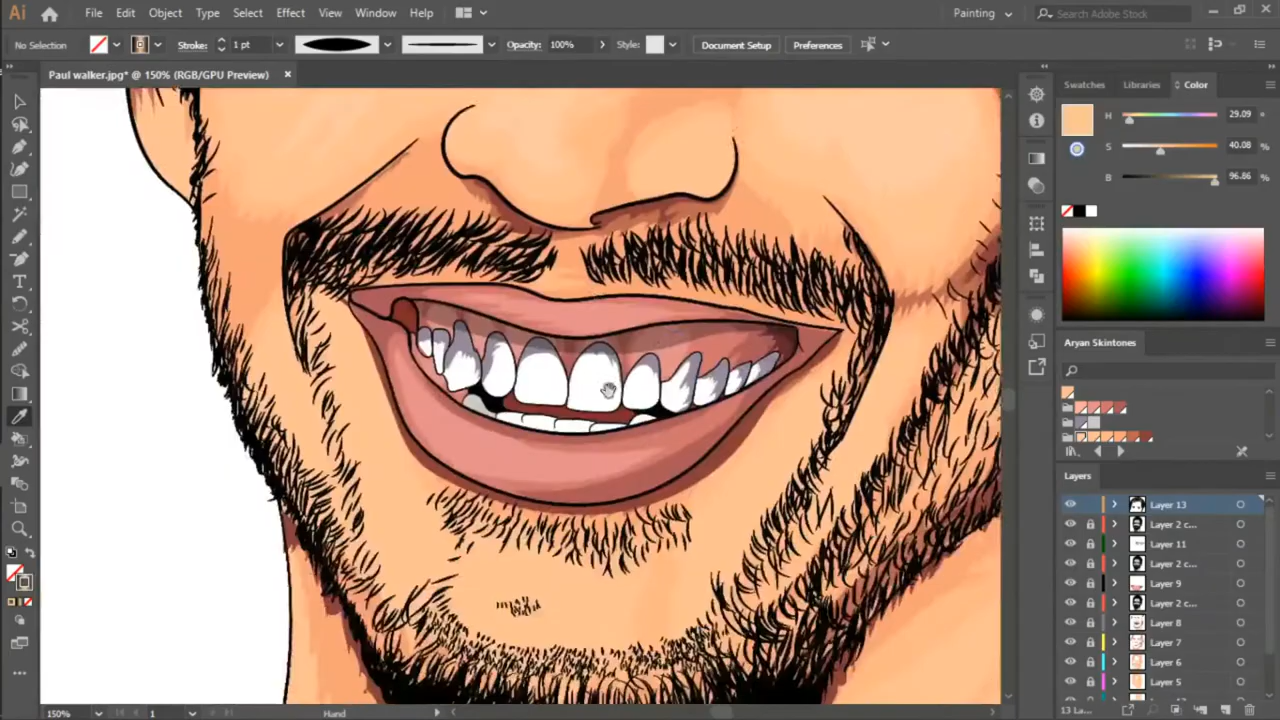 Ai File Edit Object Type Select Effect View Window Help Painting Search Adobe Stock
No Selection Stroke: 1 pt Opacity: 100% Style: Document Setup Preferences
Paul walker.jpg* @ 150% (RGB/GPU Preview)
Swatches Libraries Color
H 29.09 °
S 40.08 %
B 96.86 %
Aryan Skintones
Layers
Layer 13
Layer 2 c...
Layer 11
Layer 2 c...
Layer 9
Layer 2 c...
Layer 8
Layer 7
Layer 6
Layer 5
150% 1 Hand 13 La...